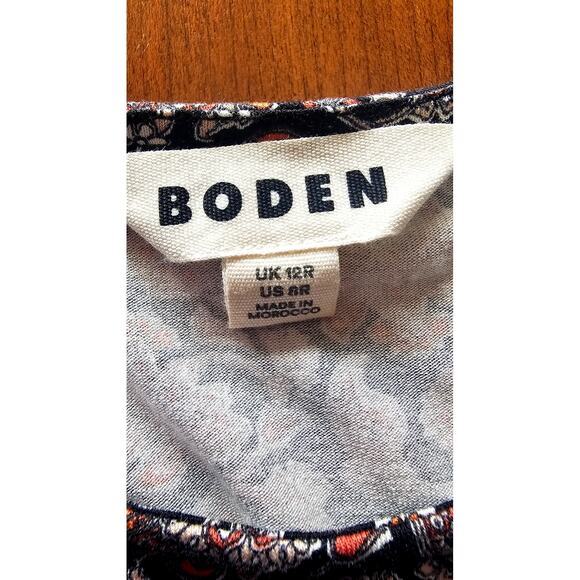 BODEN
UK 12R
US 8R
MADE IN
MOROCCO